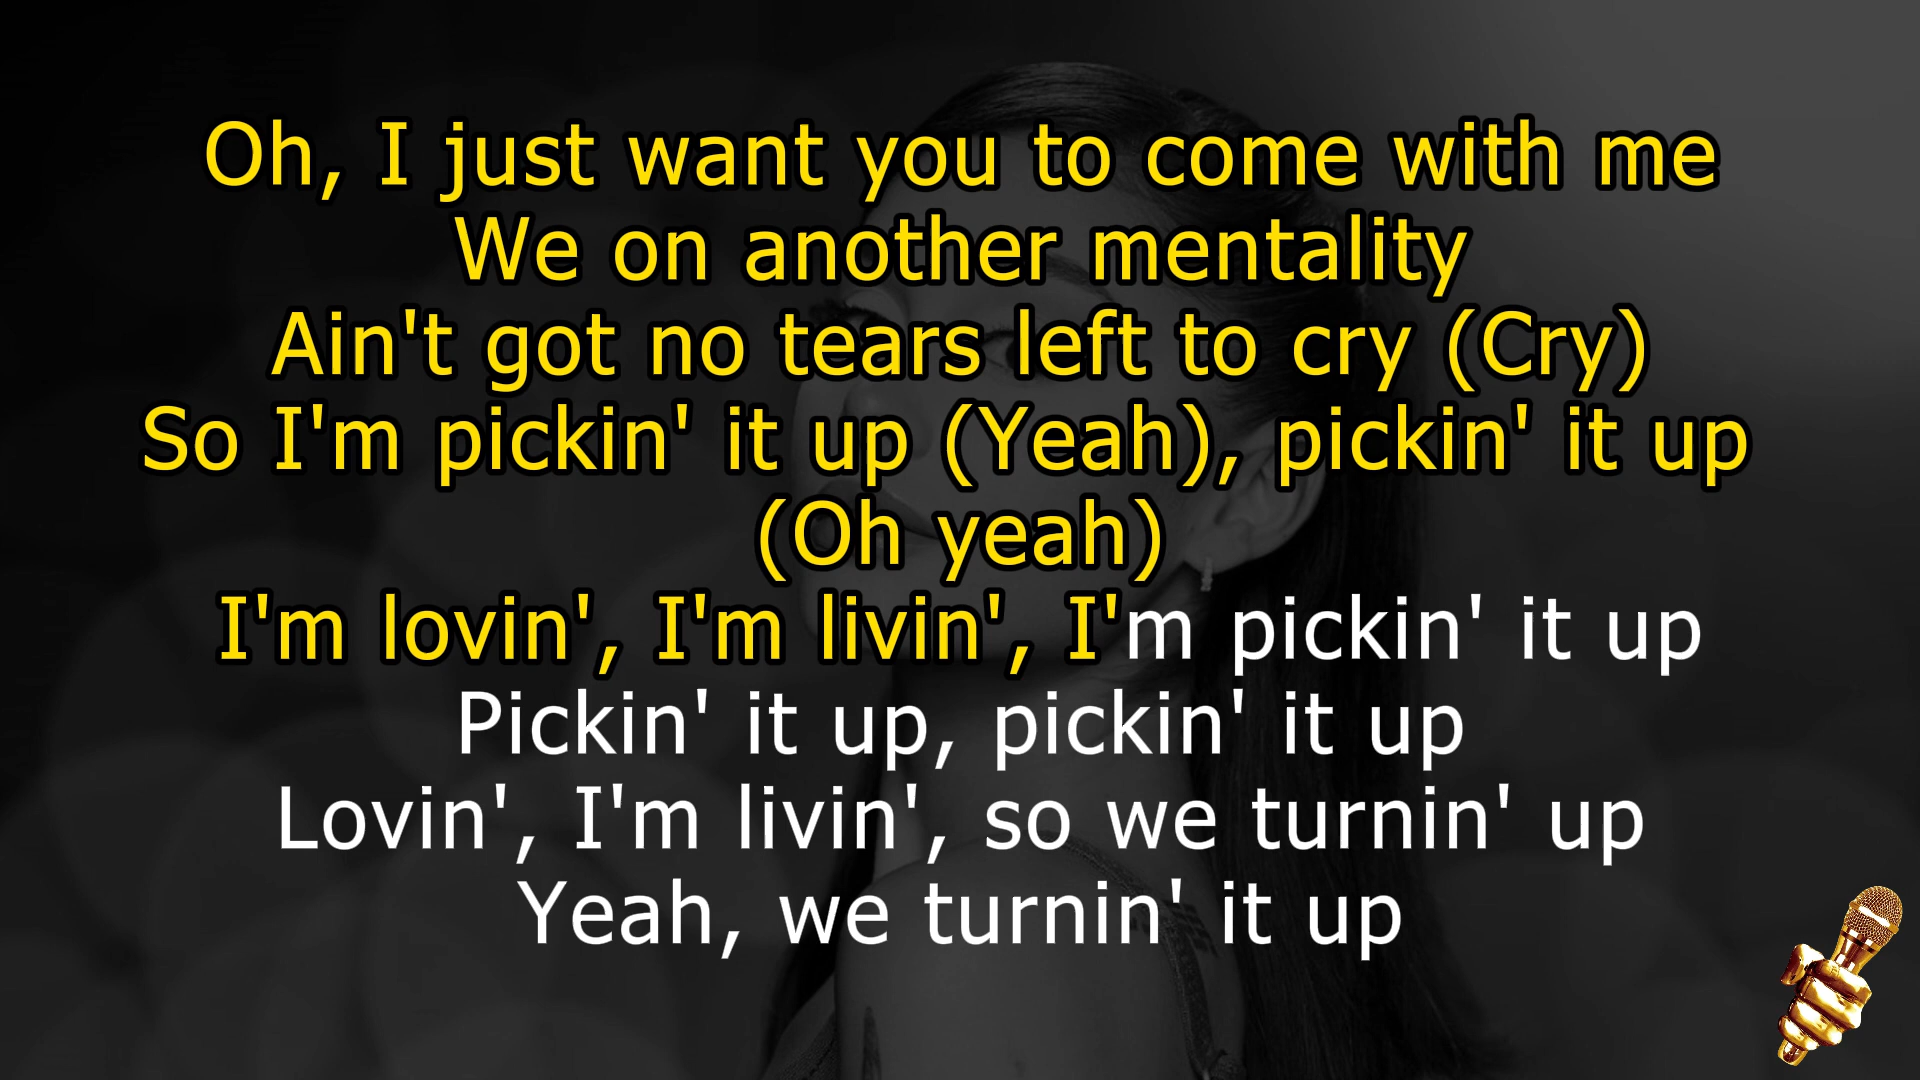 Oh, I just want you to come with me
We on another mentality
Ain't got no tears left to cry (Cry)
So I'm pickin' it up (Yeah), pickin' it up
(Oh yeah)
I'm lovin', I'm livin', I'm pickin' it up
Pickin' it up, pickin' it up
Lovin', I'm livin', so we turnin' up
Yeah, we turnin' it up